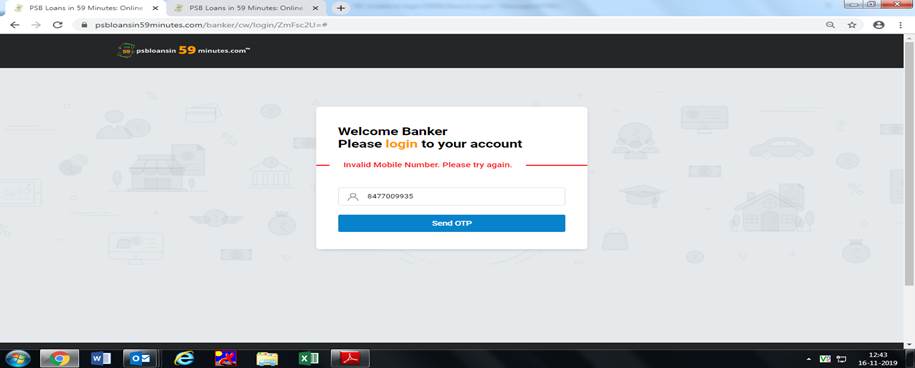 PSB Loans in 59 Minutes: Online
PSB Loans in 59 Minutes: Online
psbloansin59minutes.com/banker/cw/login/ZmFsc2U=#
psbloansin 59 minutes.com
Welcome Banker
Please login to your account
Invalid Mobile Number. Please try again.
8477009935
Send OTP
12:43
16-11-2019